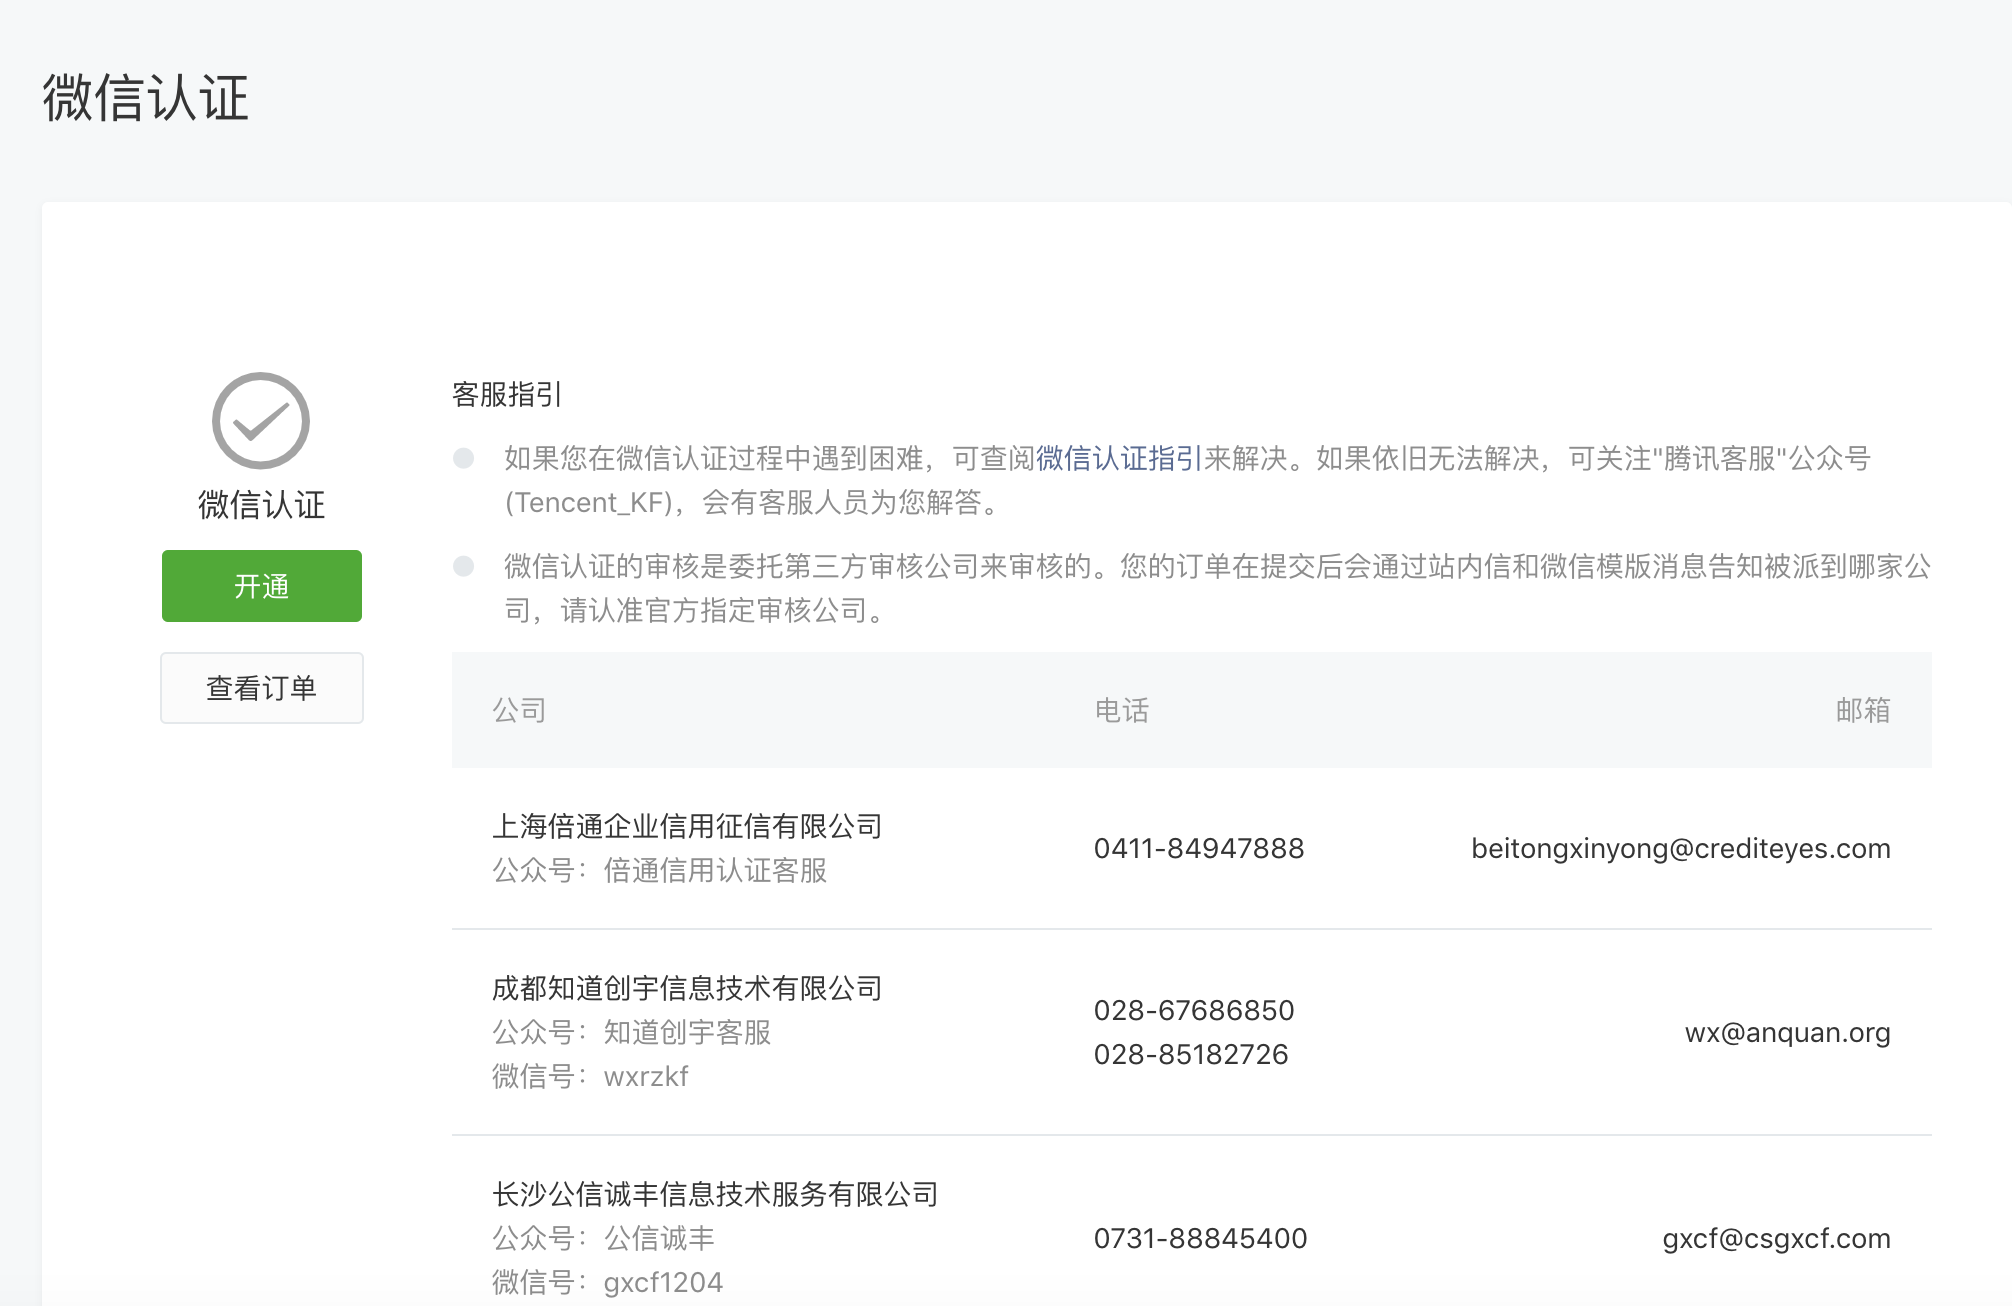 微信认证
微信认证
开通
查看订单
客服指引
如果您在微信认证过程中遇到困难，可查阅微信认证指引来解决。如果依旧无法解决，可关注"腾讯客服"公众号
(Tencent_KF)，会有客服人员为您解答。
微信认证的审核是委托第三方审核公司来审核的。您的订单在提交后会通过站内信和微信模版消息告知被派到哪家公
司，请认准官方指定审核公司。
公司 电话 邮箱
上海倍通企业信用征信有限公司
公众号：倍通信用认证客服
0411-84947888
beitongxinyong@crediteyes.com
成都知道创宇信息技术有限公司
公众号：知道创宇客服
微信号：wxrzkf
028-67686850
028-85182726
wx@anquan.org
长沙公信诚丰信息技术服务有限公司
公众号：公信诚丰
微信号：gxcf1204
0731-88845400
gxcf@csgxcf.com